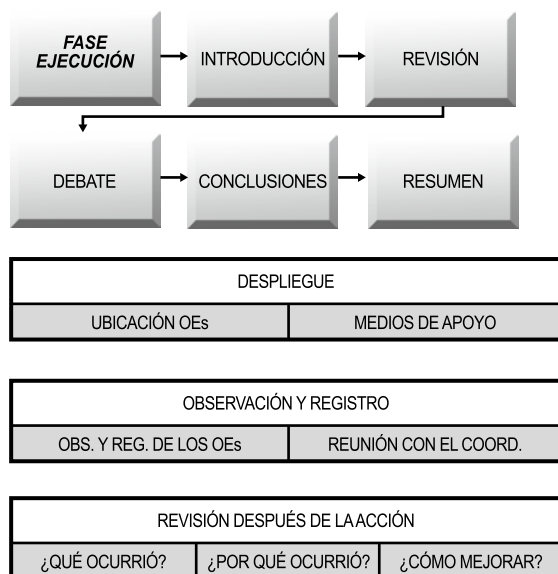 FASE
EJECUCIÓN
INTRODUCCIÓN
REVISIÓN
DEBATE
CONCLUSIONES
RESUMEN
DESPLIEGUE
UBICACIÓN OEs
MEDIOS DE APOYO
OBSERVACIÓN Y REGISTRO
OBS. Y REG. DE LOS OEs
REUNIÓN CON EL COORD.
REVISIÓN DESPUÉS DE LA ACCIÓN
¿QUÉ OCURRIÓ?
¿POR QUÉ OCURRIÓ?
¿CÓMO MEJORAR?